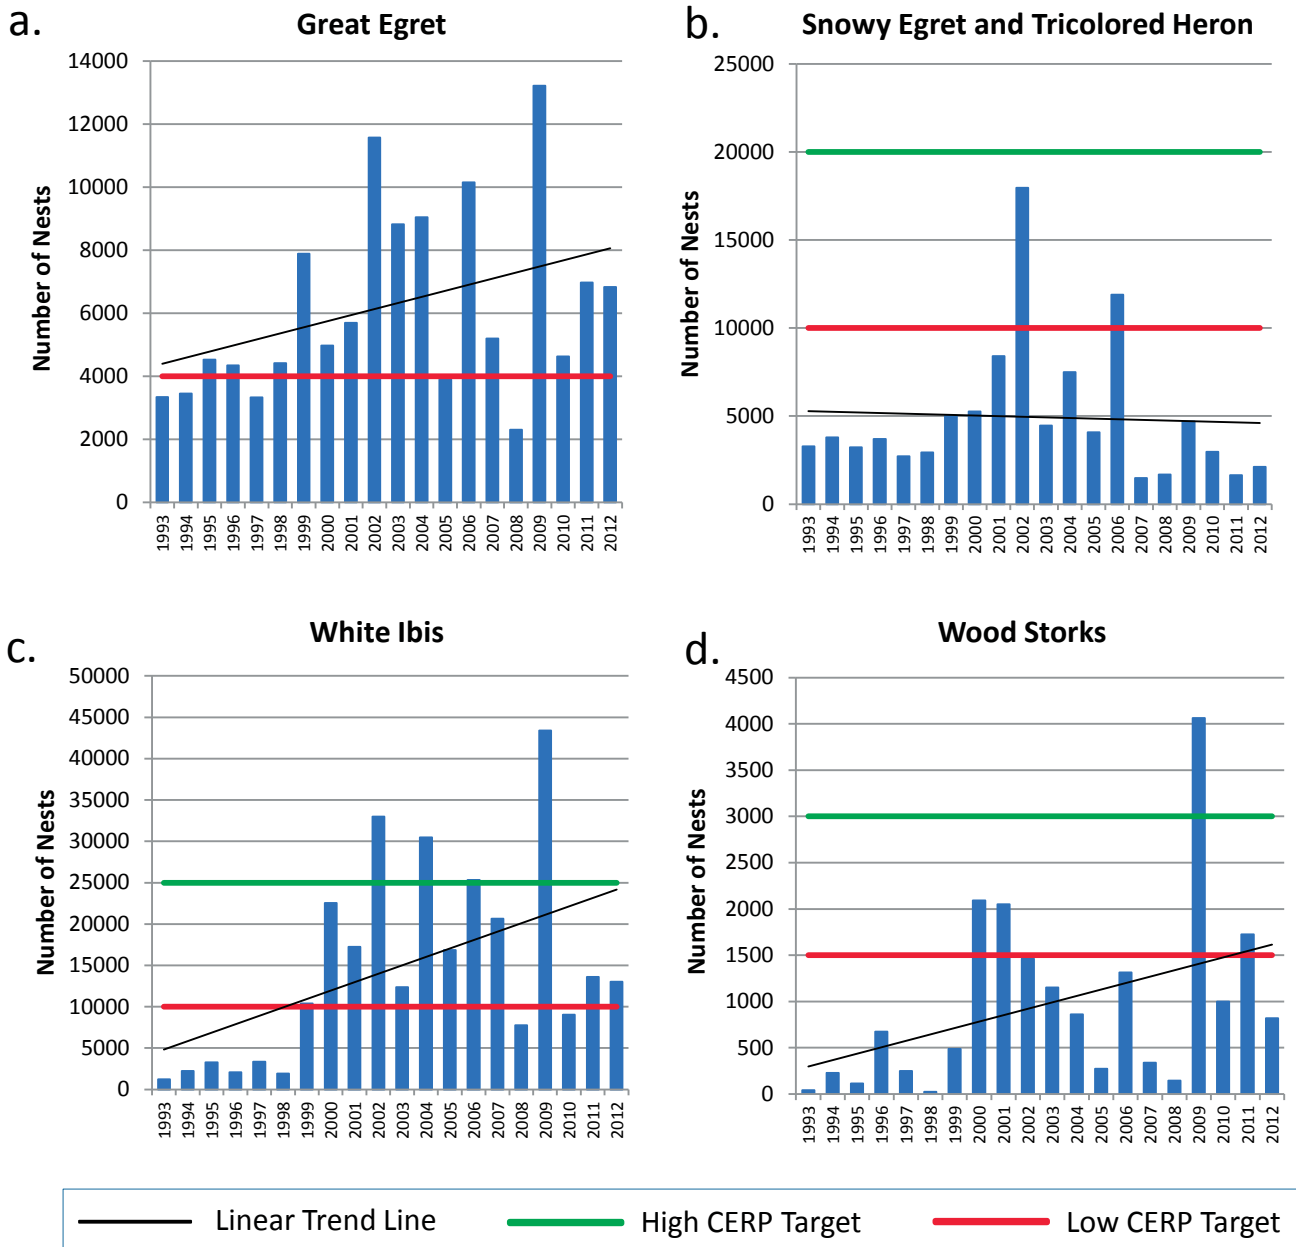 a.
Great Egret
Number of Nests
14000
12000
10000
8000
6000
4000
2000
0
1993 1994 1995 1996 1997 1998 1999 2000 2001 2002 2003 2004 2005 2006 2007 2008 2009 2010 2011 2012
b.
Snowy Egret and Tricolored Heron
Number of Nests
25000
20000
15000
10000
5000
0
1993 1994 1995 1996 1997 1998 1999 2000 2001 2002 2003 2004 2005 2006 2007 2008 2009 2010 2011 2012
c.
White Ibis
Number of Nests
50000
45000
40000
35000
30000
25000
20000
15000
10000
5000
0
1993 1994 1995 1996 1997 1998 1999 2000 2001 2002 2003 2004 2005 2006 2007 2008 2009 2010 2011 2012
d.
Wood Storks
Number of Nests
4500
4000
3500
3000
2500
2000
1500
1000
500
0
1993 1994 1995 1996 1997 1998 1999 2000 2001 2002 2003 2004 2005 2006 2007 2008 2009 2010 2011 2012
Linear Trend Line High CERP Target Low CERP Target